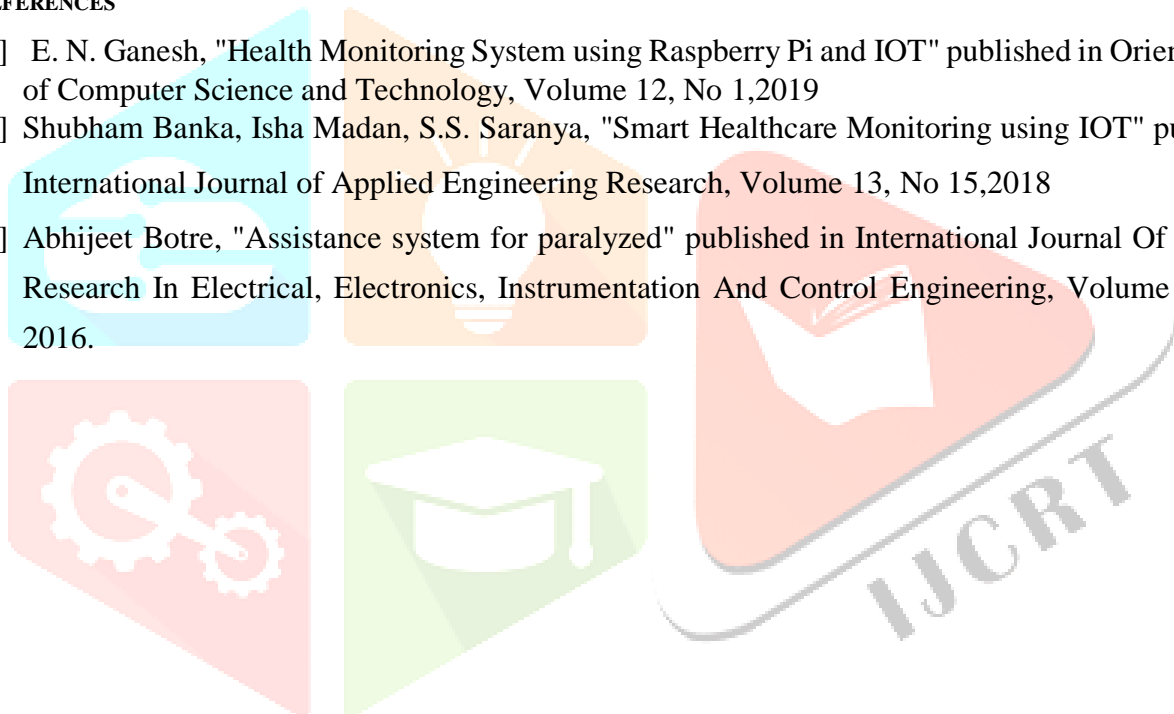 FERENCES
] E. N. Ganesh, "Health Monitoring System using Raspberry Pi and IOT" published in Orien
of Computer Science and Technology, Volume 12, No 1,2019
] Shubham Banka, Isha Madan, S.S. Saranya, "Smart Healthcare Monitoring using IOT" pu
International Journal of Applied Engineering Research, Volume 13, No 15,2018
] Abhijeet Botre, "Assistance system for paralyzed" published in International Journal Of
Research In Electrical, Electronics, Instrumentation And Control Engineering, Volume
2016.
IJCRT